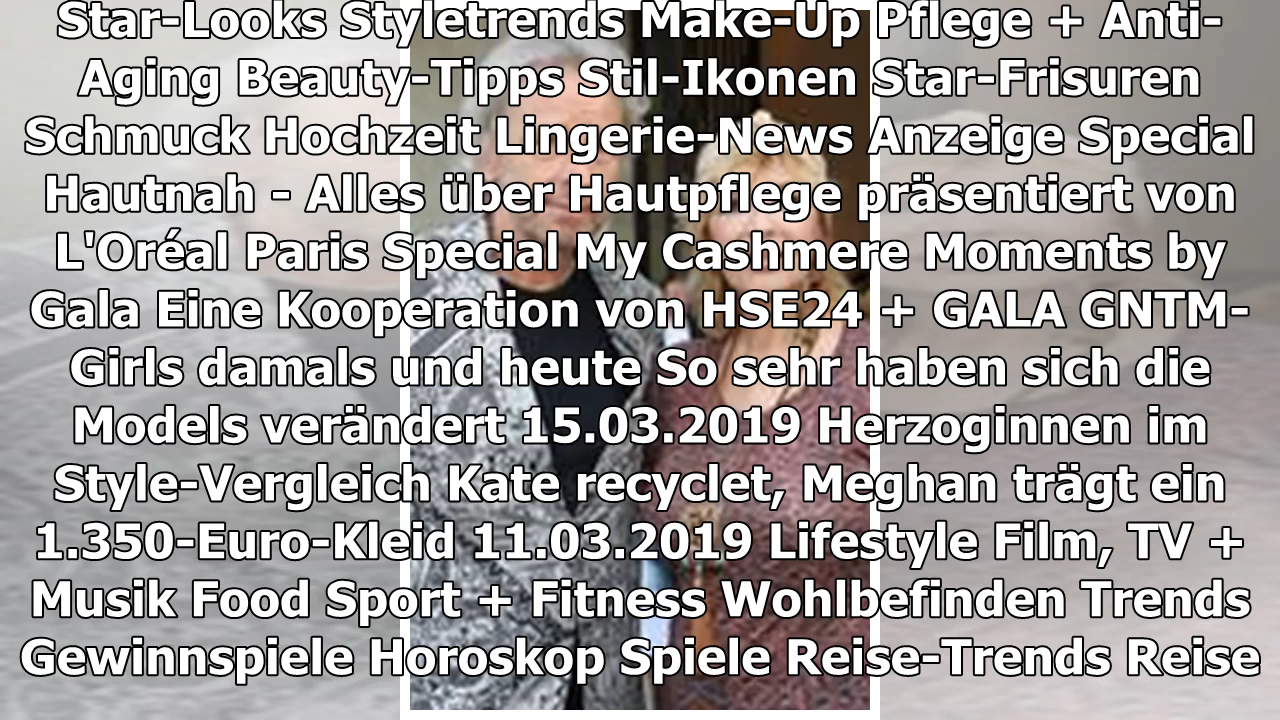 Star-Looks Styletrends Make-Up Pflege + Anti-
Aging Beauty-Tipps Stil-Ikonen Star-Frisuren
Schmuck Hochzeit Lingerie-News Anzeige Special
Hautnah - Alles über Hautpflege präsentiert von
L'Oréal Paris Special My Cashmere Moments by
Gala Eine Kooperation von HSE24 + GALA GNTM-
Girls damals und heute So sehr haben sich die
Models verändert 15.03.2019 Herzoginnen im
Style-Vergleich Kate recyclet, Meghan trägt ein
1.350-Euro-Kleid 11.03.2019 Lifestyle Film, TV +
Musik Food Sport + Fitness Wohlbefinden Trends
Gewinnspiele Horoskop Spiele Reise-Trends Reise